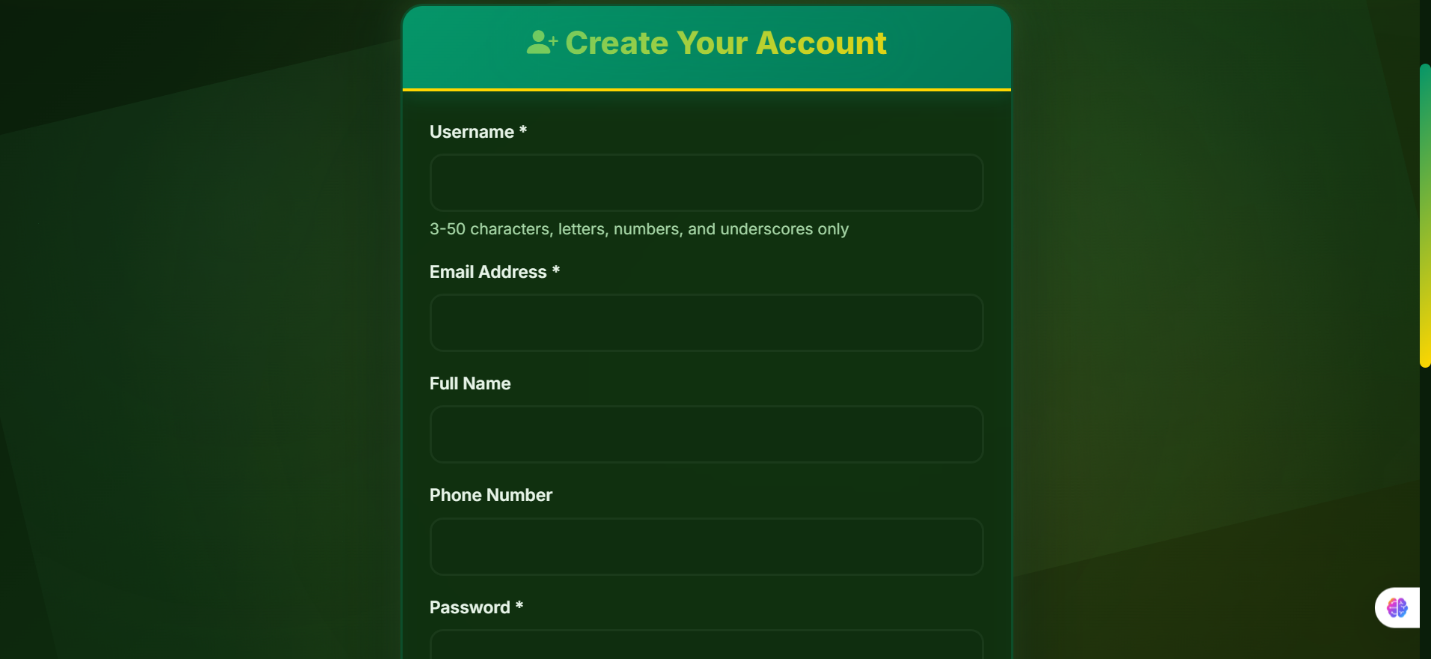 Create Your Account
Username *
3-50 characters, letters, numbers, and underscores only
Email Address *
Full Name
Phone Number
Password *